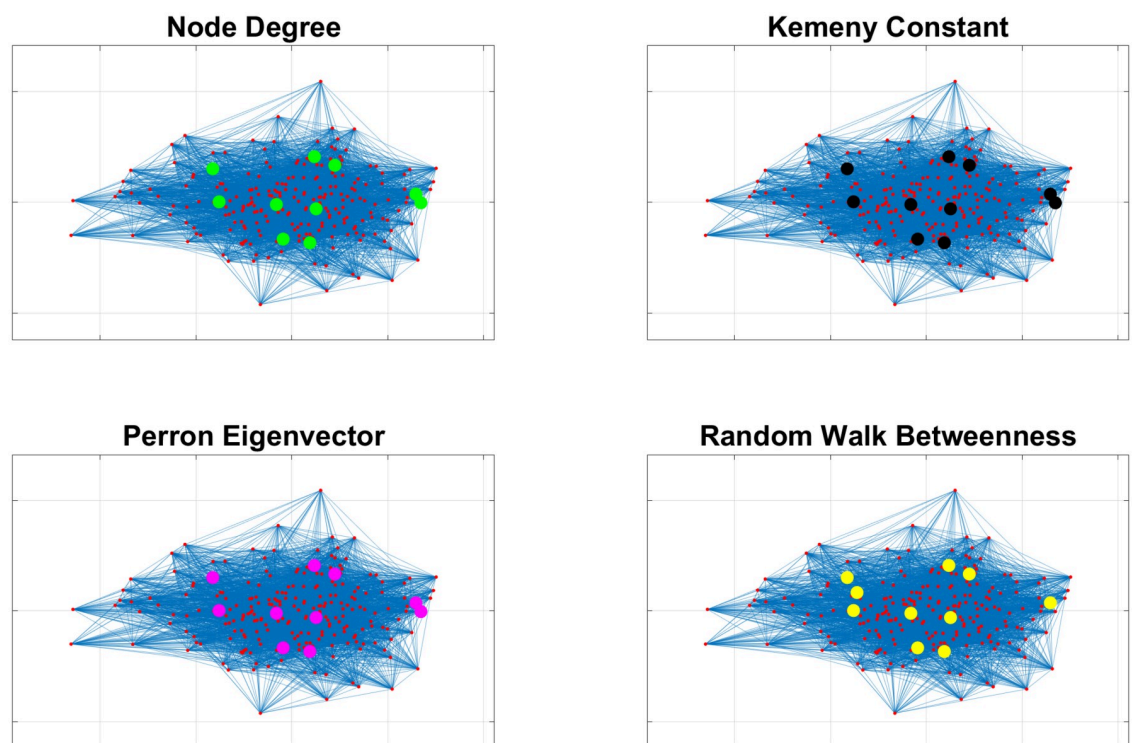 Node Degree
Kemeny Constant
Perron Eigenvector
Random Walk Betweenness